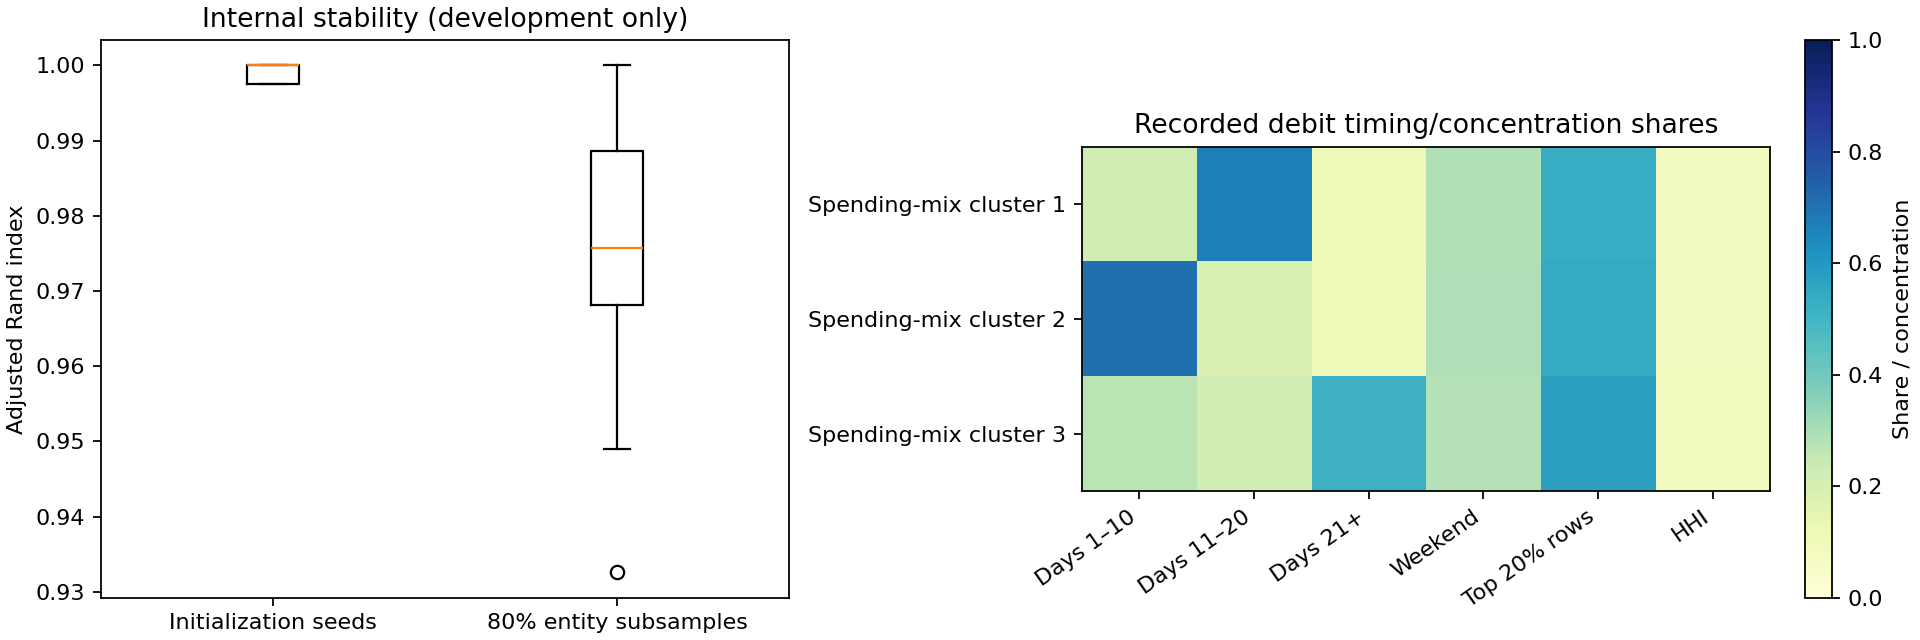 Internal stability (development only)
Adjusted Rand index
1.00
0.99
0.98
0.97
0.96
0.95
0.94
0.93
Initialization seeds
80% entity subsamples
Recorded debit timing/concentration shares
Spending-mix cluster 1
Spending-mix cluster 2
Spending-mix cluster 3
Days 1–10
Days 11–20
Days 21+
Weekend
Top 20% rows
HHI
1.0
0.8
0.6
0.4
0.2
0.0
Share / concentration